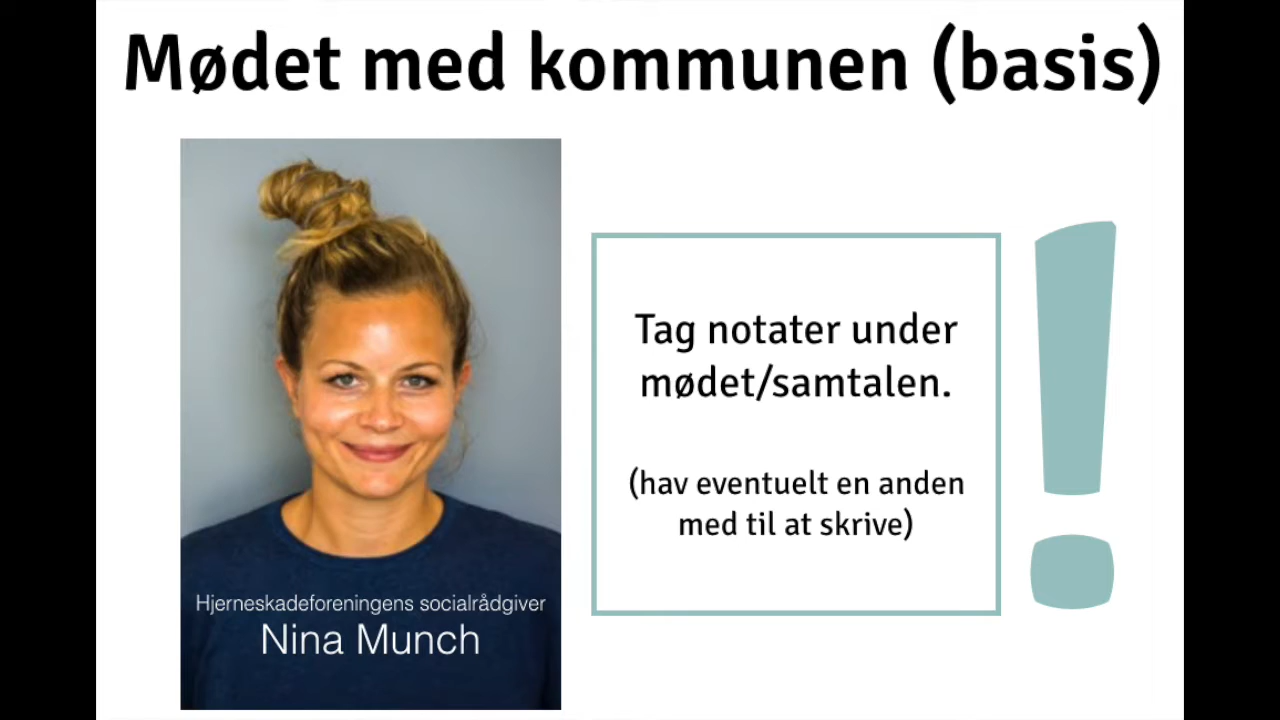 Mødet med kommunen (basis)
Hjerneskadeforeningens socialrådgiver
Nina Munch
Tag notater under
mødet/samtalen.
(hav eventuelt en anden
med til at skrive)
!